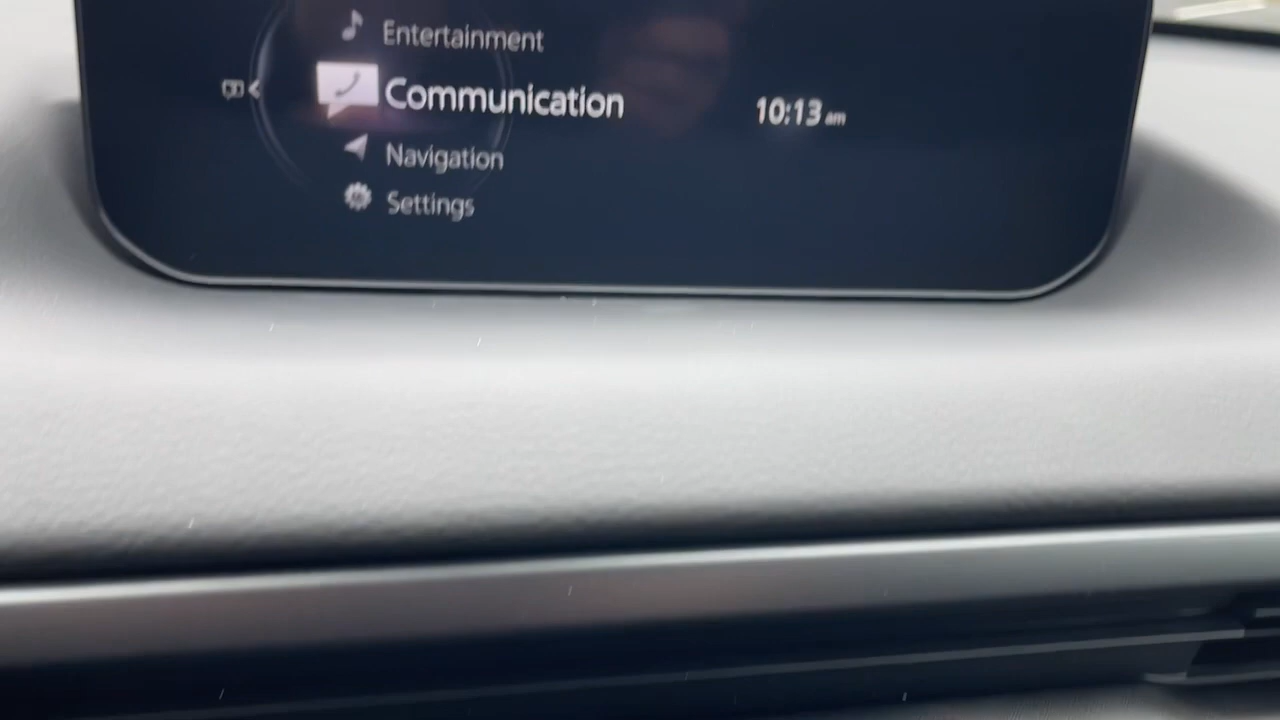 Entertainment
Communication
10:13 am
Navigation
Settings